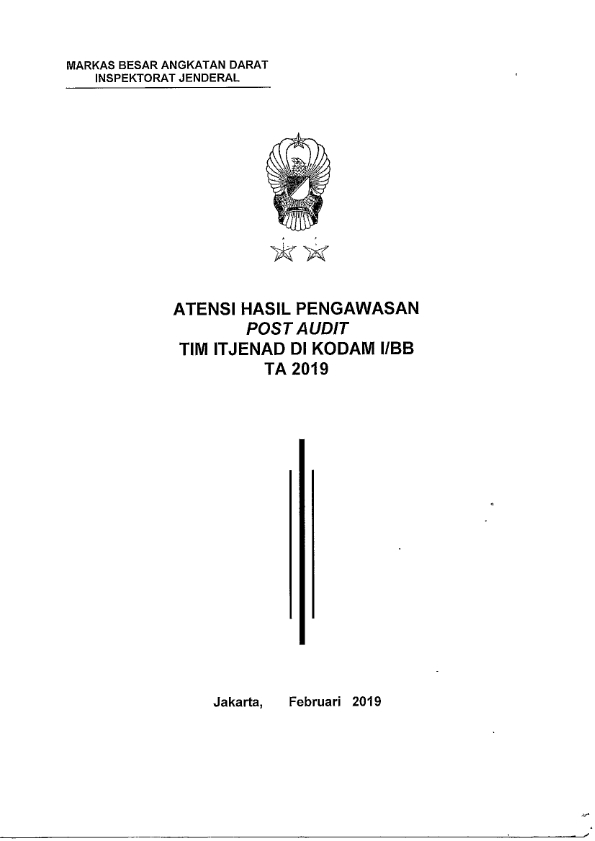 MARKAS BESAR ANGKATAN DARAT
INSPEKTORAT JENDERAL
ATENSI HASIL PENGAWASAN
POST AUDIT
TIM ITJENAD DI KODAM I/BB
TA 2019
Jakarta, Februari 2019